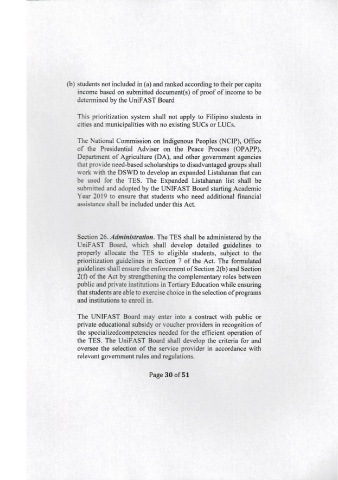 (b) students not included in (a) and ranked according to their per capita
income based on submitted document(s) of proof of income to be
determined by the UniFAST Board
This prioritization system shall not apply to Filipino students in
cities and municipalities with no existing SUCs or LUCs.
The National Commission on Indigenous Peoples (NCIP), Office
of the Presidential Adviser on the Peace Process (OPAPP),
Department of Agriculture (DA), and other government agencies
that provide need-based scholarships to disadvantaged groups shall
work with the DSWD to develop an expanded Listahanan that can
be used for the TES. The Expanded Listahanan list shall be
submitted and adopted by the UNIFAST Board starting Academic
Year 2019 to ensure that students who need additional financial
assistance shall be included under this Act.
Section 26. Administration. The TES shall be administered by the
UniFAST Board, which shall develop detailed guidelines to
properly allocate the TES to eligible students, subject to the
prioritization guidelines in Section 7 of the Act. The formulated
guidelines shall ensure the enforcement of Section 2(b) and Section
2(f) of the Act by strengthening the complementary roles between
public and private institutions in Tertiary Education while ensuring
that students are able to exercise choice in the selection of programs
and institutions to enroll in.
The UNIFAST Board may enter into a contract with public or
private educational subsidy or voucher providers in recognition of
the specializedcompetencies needed for the efficient operation of
the TES. The UniFAST Board shall develop the criteria for and
oversee the selection of the service provider in accordance with
relevant government rules and regulations.
Page 30 of 51